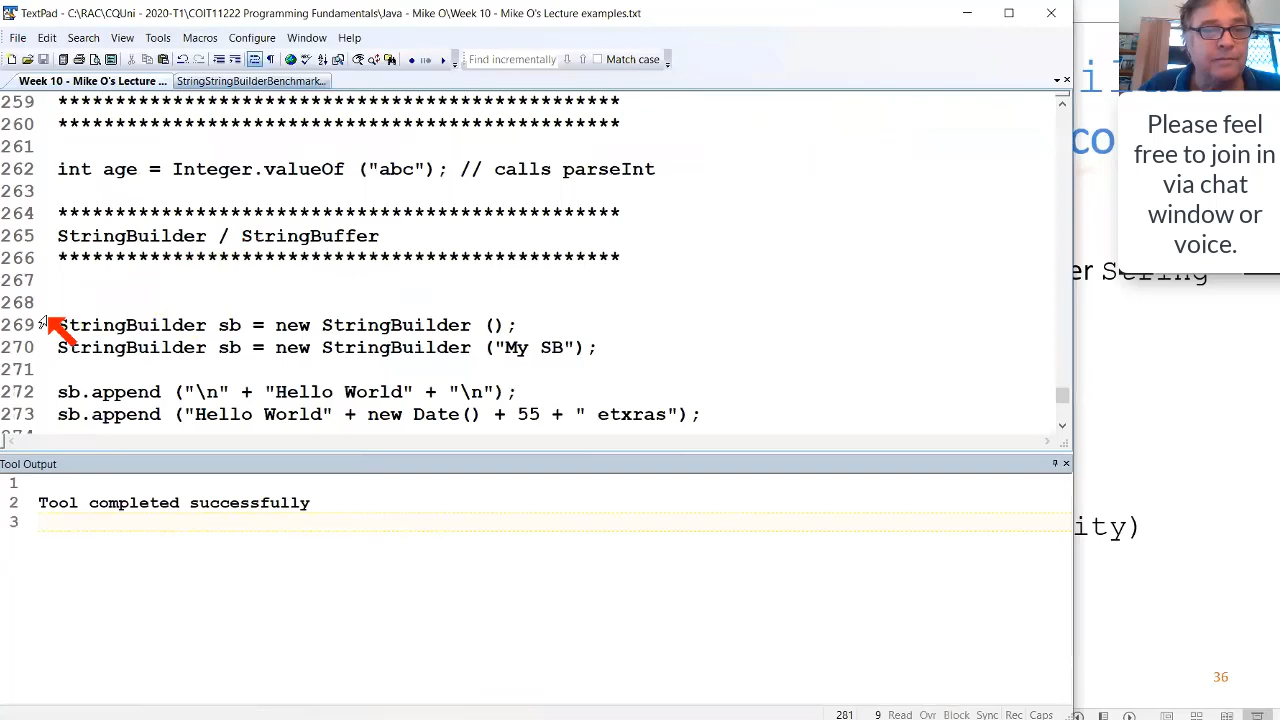 TextPad - C:\RAC\CQUni - 2020-T1\COIT11222 Programming Fundamentals\Java - Mike O\Week 10 - Mike O's Lecture examples.txt
File Edit Search View Tools Macros Configure Window Help
Find incrementally Match case
Week 10 - Mike O's Lecture ... StringStringBuilderBenchmark...
259 *************************************************
260 *************************************************
261
262 int age = Integer.valueOf ("abc"); // calls parseInt
263
264 *************************************************
265 StringBuilder / StringBuffer
266 *************************************************
267
268
269 StringBuilder sb = new StringBuilder ();
270 StringBuilder sb = new StringBuilder ("My SB");
271
272 sb.append ("\n" + "Hello World" + "\n");
273 sb.append ("Hello World" + new Date() + 55 + " etxras");
Tool Output
1
2 Tool completed successfully
3
281 9 Read Ovr Block Sync Rec Caps
Please feel
free to join in
via chat
window or
voice.
il
co
er String
ity)
36